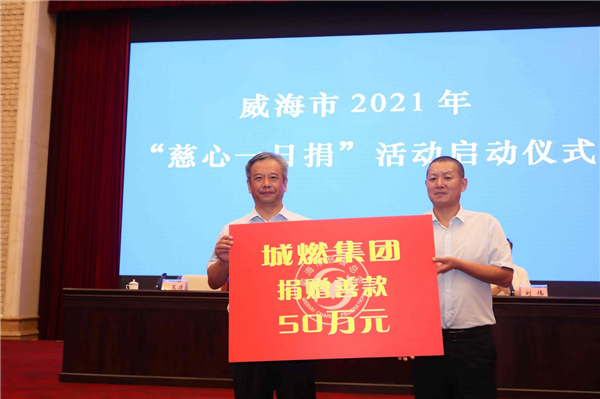 威海市 2021 年
“慈心一日捐”活动启动仪式
城燃集团
捐赠善款
50万元